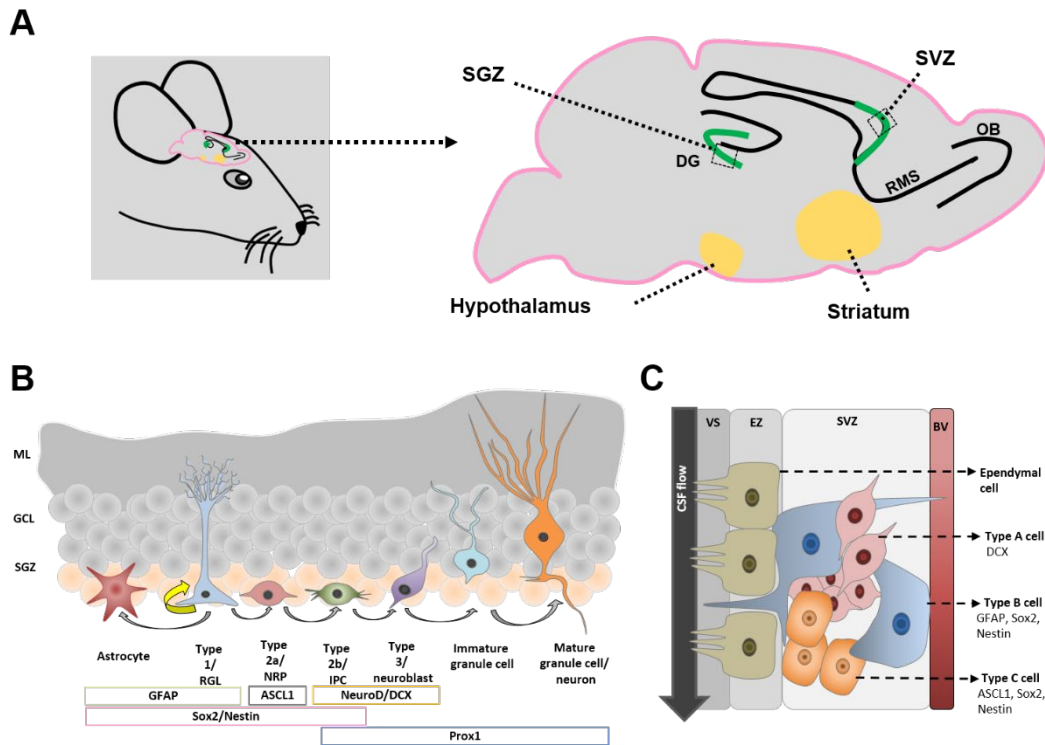 A
SGZ
SVZ
OB
DG
RMS
Hypothalamus
Striatum
B
ML
GCL
SGZ
Astrocyte
Type
1/
RGL
Type
2a/
NRP
Type
2b/
IPC
Type
3/
neuroblast
Immature
granule cell
Mature
granule cell/
neuron
GFAP
ASCL1
NeuroD/DCX
Sox2/Nestin
Prox1
C
CSF flow
VS
EZ
SVZ
BV
Ependymal
cell
Type A cell
DCX
Type B cell
GFAP, Sox2,
Nestin
Type C cell
ASCL1, Sox2,
Nestin